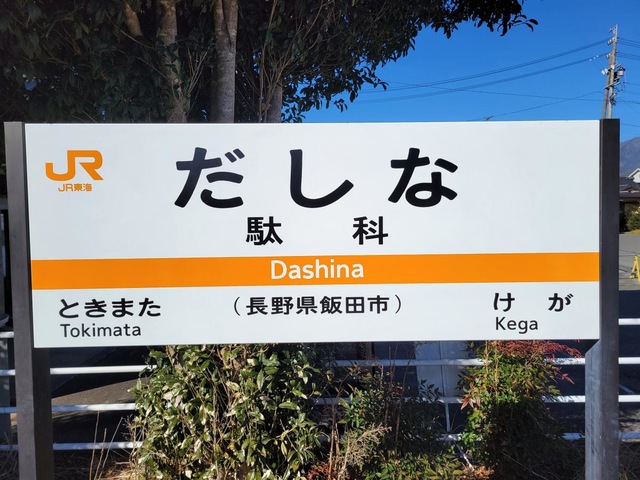 JR
JR東海
だしな
駄科
Dashina
ときまた （長野県飯田市） けが
Tokimata Kega